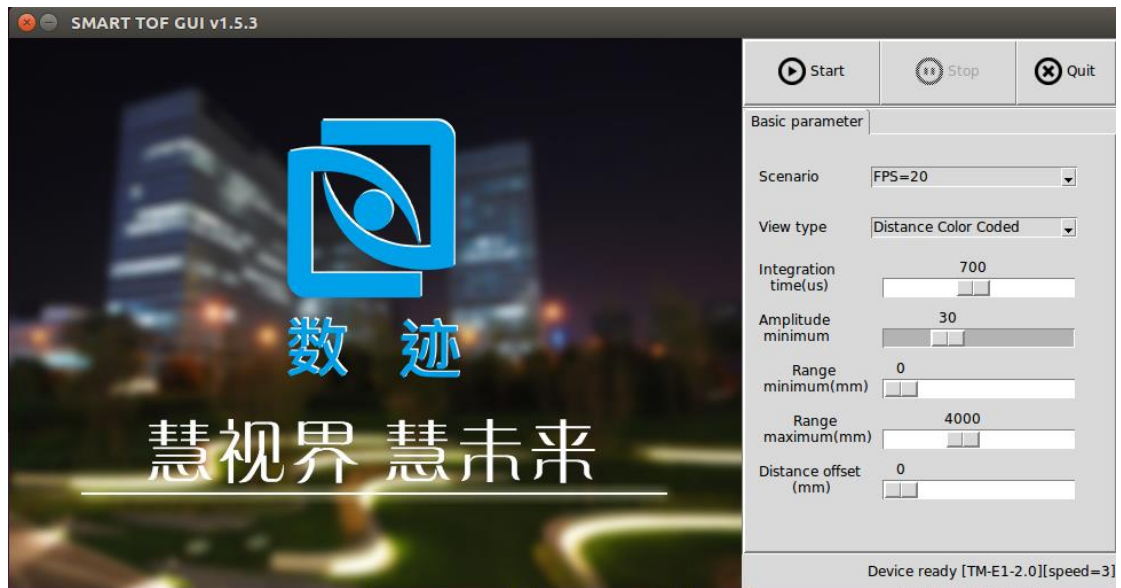 SMART TOF GUI v1.5.3
Start
Stop
Quit
Basic parameter
Scenario
FPS=20
View type
Distance Color Coded
Integration
time(us)
700
Amplitude
minimum
30
Range
minimum(mm)
0
Range
maximum(mm)
4000
Distance offset
(mm)
0
数 迹
慧视界 慧未来
Device ready [TM-E1-2.0][speed=3]